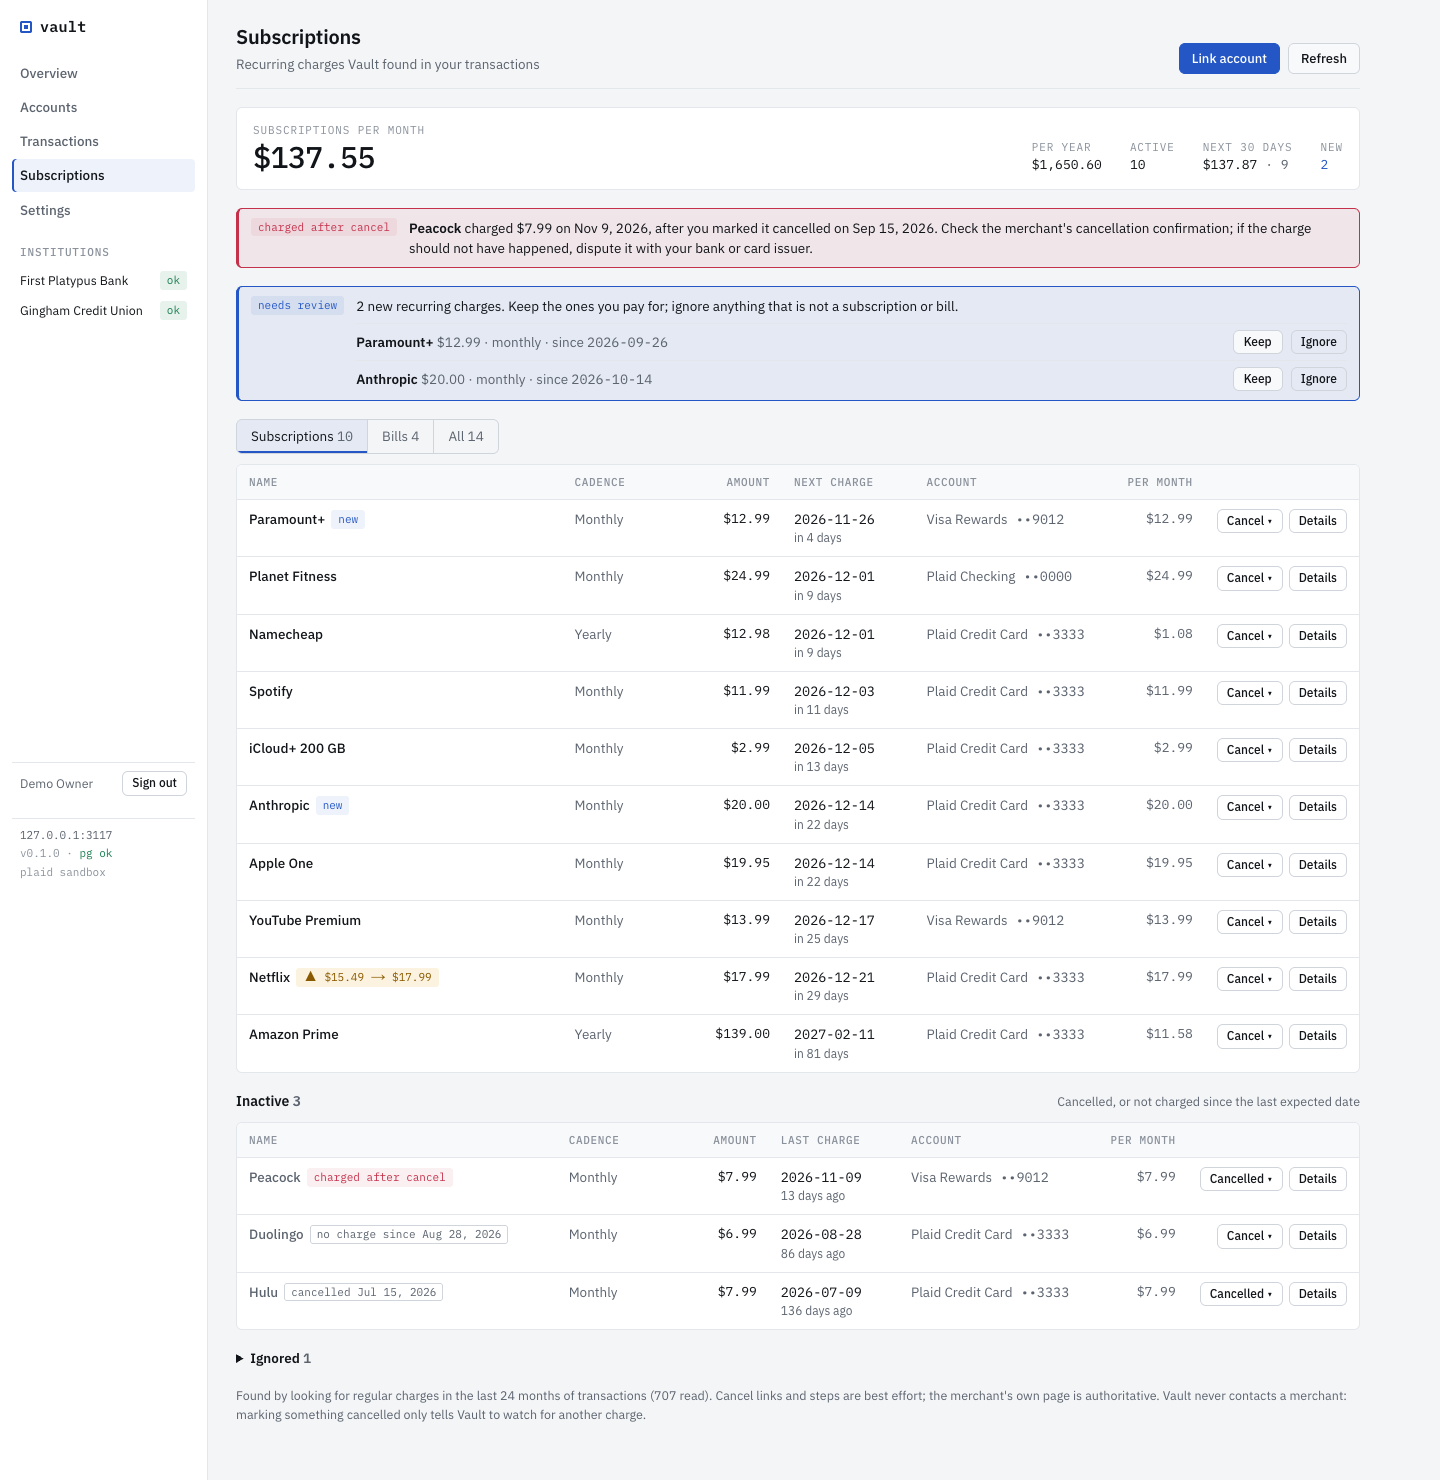 vault
Overview
Accounts
Transactions
Subscriptions
Settings
INSTITUTIONS
First Platypus Bank ok
Gingham Credit Union ok
Demo Owner Sign out
127.0.0.1:3117
v0.1.0 · pg ok
plaid sandbox
Subscriptions
Recurring charges Vault found in your transactions
Link account Refresh
SUBSCRIPTIONS PER MONTH
$137.55
PER YEAR ACTIVE NEXT 30 DAYS NEW
$1,650.60 10 $137.87 · 9 2
charged after cancel Peacock charged $7.99 on Nov 9, 2026, after you marked it cancelled on Sep 15, 2026. Check the merchant's cancellation confirmation; if the charge
should not have happened, dispute it with your bank or card issuer.
needs review 2 new recurring charges. Keep the ones you pay for; ignore anything that is not a subscription or bill.
Paramount+ $12.99 · monthly · since 2026-09-26 Keep Ignore
Anthropic $20.00 · monthly · since 2026-10-14 Keep Ignore
Subscriptions 10 Bills 4 All 14
NAME CADENCE AMOUNT NEXT CHARGE ACCOUNT PER MONTH
Paramount+ new Monthly $12.99 2026-11-26 Visa Rewards ••9012 $12.99 Cancel ▾ Details
in 4 days
Planet Fitness Monthly $24.99 2026-12-01 Plaid Checking ••0000 $24.99 Cancel ▾ Details
in 9 days
Namecheap Yearly $12.98 2026-12-01 Plaid Credit Card ••3333 $1.08 Cancel ▾ Details
in 9 days
Spotify Monthly $11.99 2026-12-03 Plaid Credit Card ••3333 $11.99 Cancel ▾ Details
in 11 days
iCloud+ 200 GB Monthly $2.99 2026-12-05 Plaid Credit Card ••3333 $2.99 Cancel ▾ Details
in 13 days
Anthropic new Monthly $20.00 2026-12-14 Plaid Credit Card ••3333 $20.00 Cancel ▾ Details
in 22 days
Apple One Monthly $19.95 2026-12-14 Plaid Credit Card ••3333 $19.95 Cancel ▾ Details
in 22 days
YouTube Premium Monthly $13.99 2026-12-17 Visa Rewards ••9012 $13.99 Cancel ▾ Details
in 25 days
Netflix ▲ $15.49 → $17.99 Monthly $17.99 2026-12-21 Plaid Credit Card ••3333 $17.99 Cancel ▾ Details
in 29 days
Amazon Prime Yearly $139.00 2027-02-11 Plaid Credit Card ••3333 $11.58 Cancel ▾ Details
in 81 days
Inactive 3 Cancelled, or not charged since the last expected date
NAME CADENCE AMOUNT LAST CHARGE ACCOUNT PER MONTH
Peacock charged after cancel Monthly $7.99 2026-11-09 Visa Rewards ••9012 $7.99 Cancelled ▾ Details
13 days ago
Duolingo no charge since Aug 28, 2026 Monthly $6.99 2026-08-28 Plaid Credit Card ••3333 $6.99 Cancel ▾ Details
86 days ago
Hulu cancelled Jul 15, 2026 Monthly $7.99 2026-07-09 Plaid Credit Card ••3333 $7.99 Cancelled ▾ Details
136 days ago
▶ Ignored 1
Found by looking for regular charges in the last 24 months of transactions (707 read). Cancel links and steps are best effort; the merchant's own page is authoritative. Vault never contacts a merchant:
marking something cancelled only tells Vault to watch for another charge.